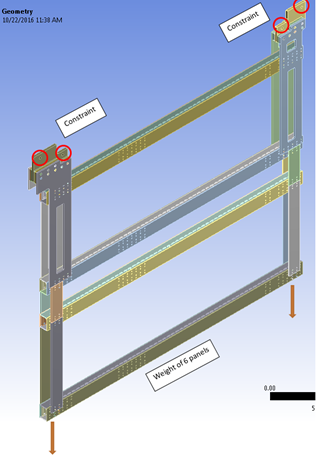 Geometry
10/22/2016 11:38 AM
Constraint
Constraint
Weight of 6 panels
0.00
5